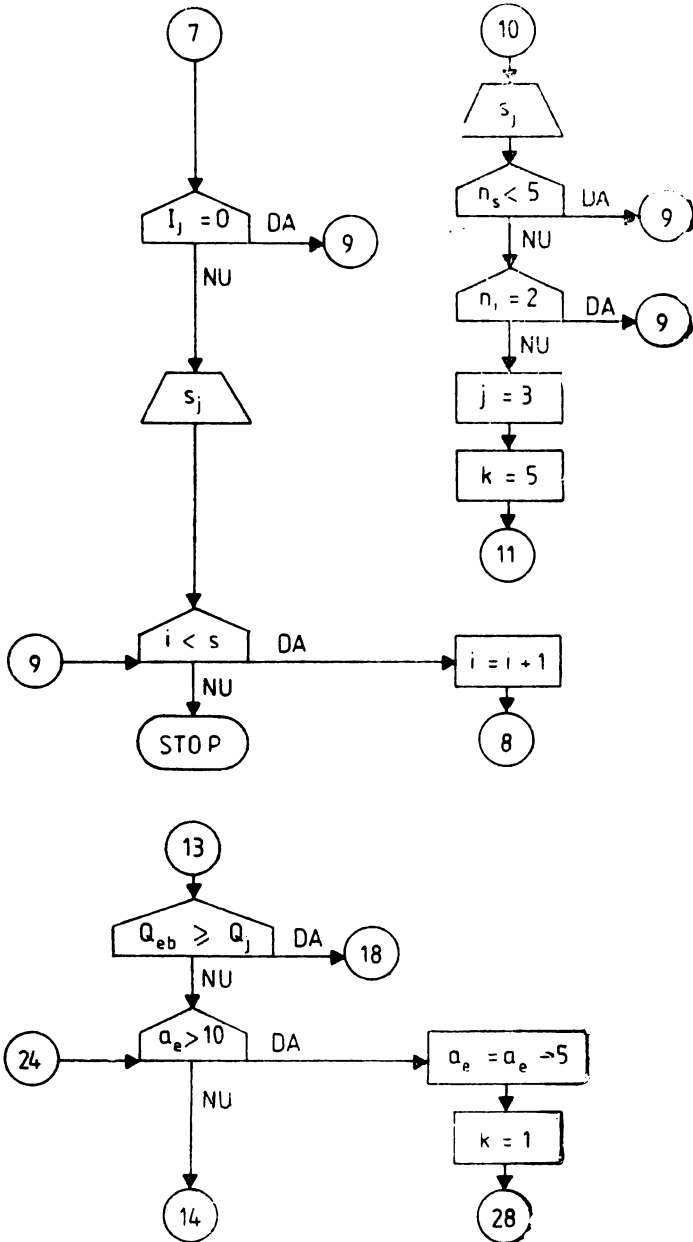 7
I_j = 0
DA
9
NU
s_j
i < s
DA
9
NU
i = i + 1
STOP
8
10
s_j
n_s < 5
DA
9
NU
n_i = 2
DA
9
NU
j = 3
k = 5
11
13
Q_eb ⩾ Q_j
DA
18
NU
a_e > 10
DA
24
a_e = a_e - 5
NU
k = 1
14
28